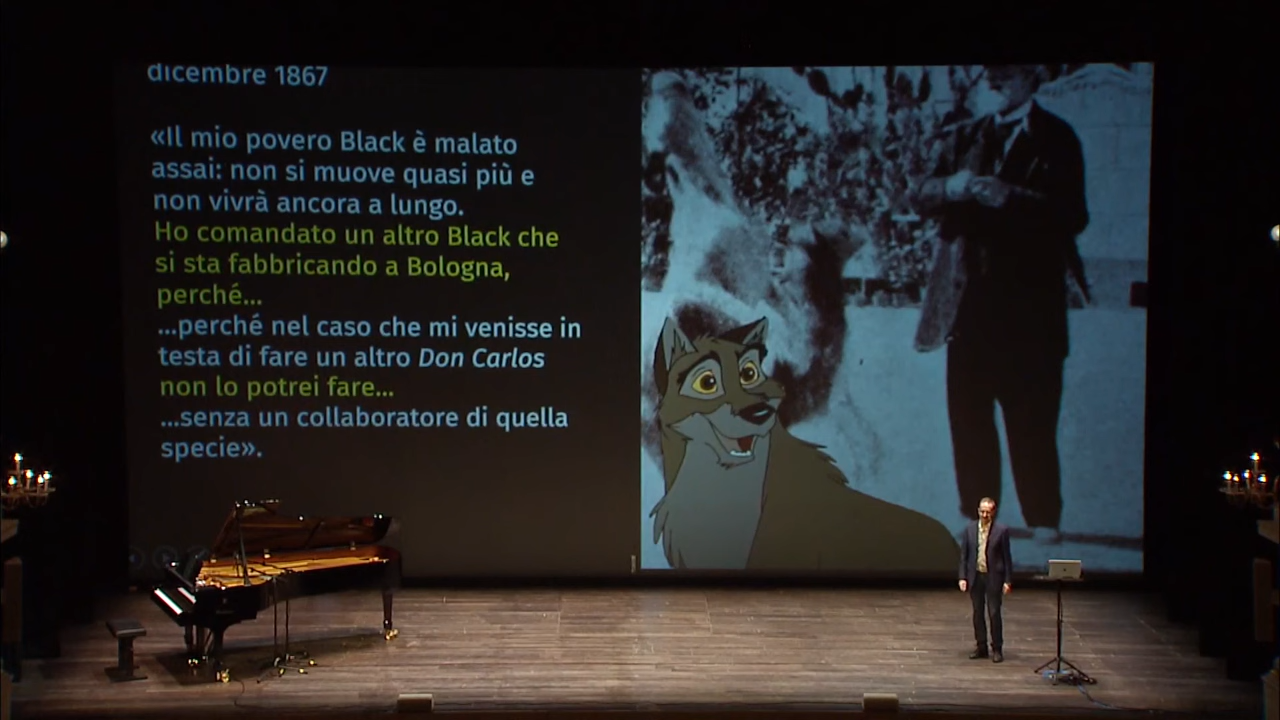 dicembre 1867
«Il mio povero Black è malato
assai: non si muove quasi più e
non vivrà ancora a lungo.
Ho comandato un altro Black che
si sta fabbricando a Bologna,
perché...
...perché nel caso che mi venisse in
testa di fare un altro Don Carlos
non lo potrei fare...
...senza un collaboratore di quella
specie».